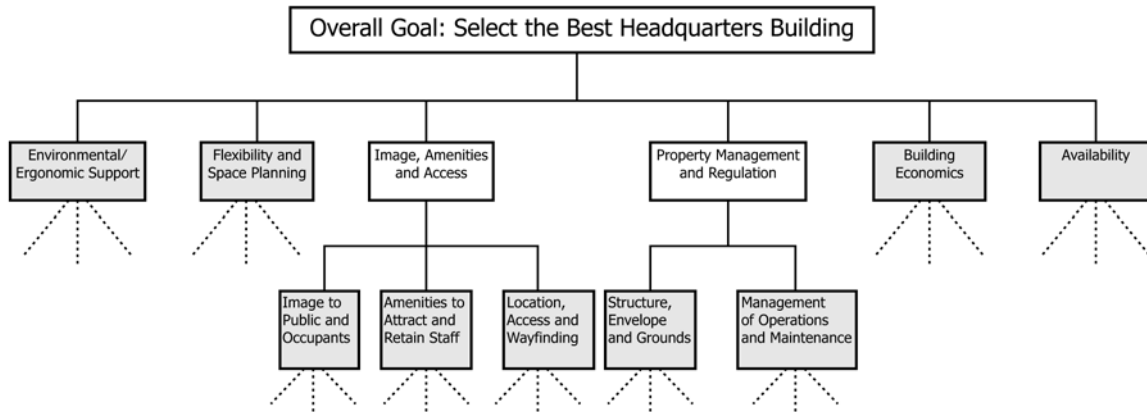 Overall Goal: Select the Best Headquarters Building
Environmental/
Ergonomic Support
Flexibility and
Space Planning
Image, Amenities
and Access
Property Management
and Regulation
Building
Economics
Availability
Image to
Public and
Occupants
Amenities to
Attract and
Retain Staff
Location,
Access and
Wayfinding
Structure,
Envelope
and Grounds
Management
of Operations
and Maintenance